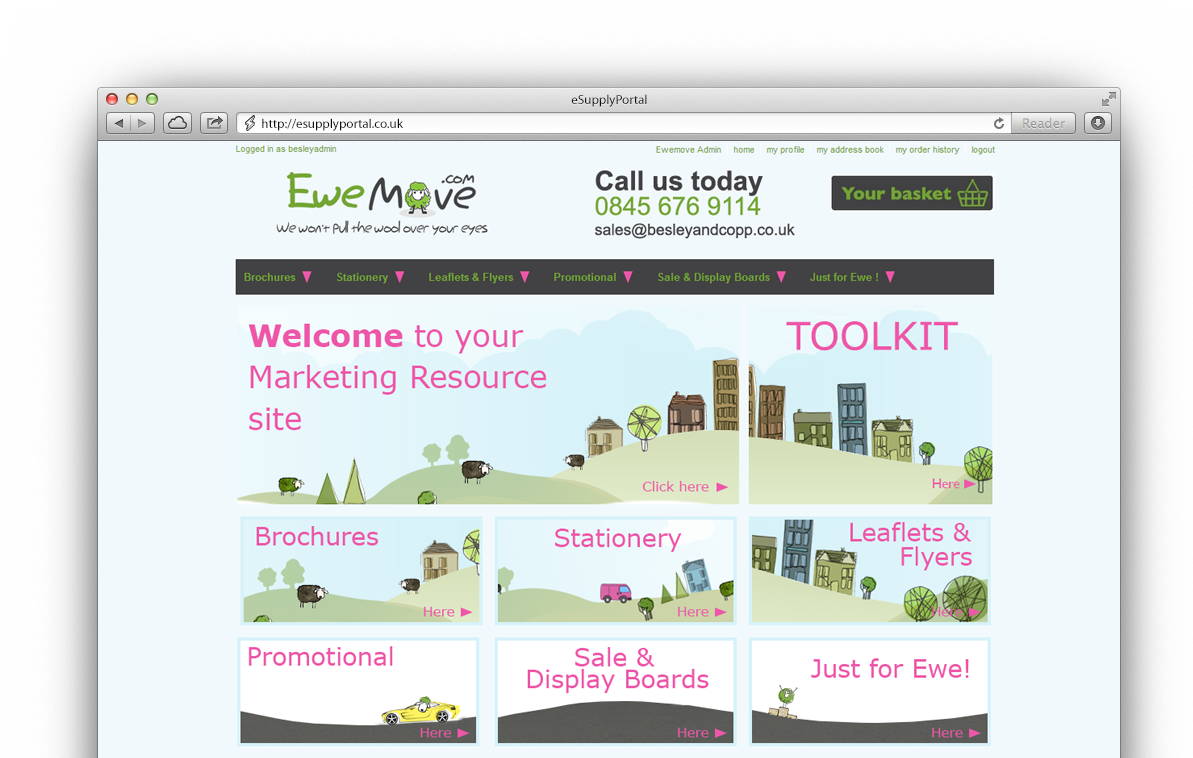 eSupplyPortal
http://esupplyportal.co.uk
Reader
Logged in as besleyadmin
Ewemove Admin home my profile my address book my order history logout
EweMove.com
We won't pull the wool over your eyes
Call us today
0845 676 9114
sales@besleyandcopp.co.uk
Your basket
Brochures Stationery Leaflets & Flyers Promotional Sale & Display Boards Just for Ewe !
Welcome to your
Marketing Resource
site
Click here
TOOLKIT
Here
Brochures
Here
Stationery
Here
Leaflets &
Flyers
Here
Promotional
Here
Sale &
Display Boards
Here
Just for Ewe!
Here